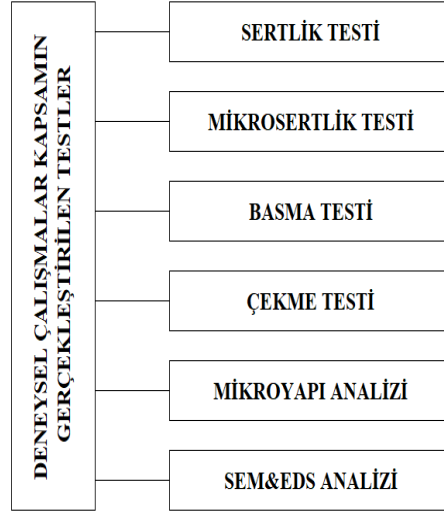 DENEYSEL ÇALIŞMALAR KAPSAMIN
GERÇEKLEŞTİRİLEN TESTLER
SERTLİK TESTİ
MİKROSERTLİK TESTİ
BASMA TESTİ
ÇEKME TESTİ
MİKROYAPI ANALİZİ
SEM&EDS ANALİZİ